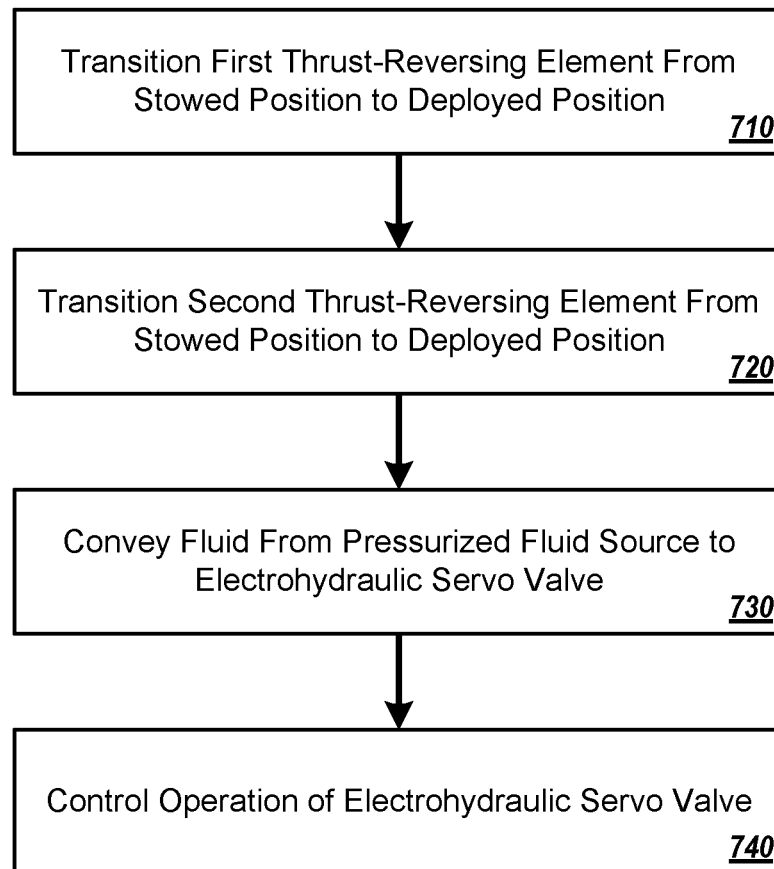 Transition First Thrust-Reversing Element From
Stowed Position to Deployed Position
710
Transition Second Thrust-Reversing Element From
Stowed Position to Deployed Position
720
Convey Fluid From Pressurized Fluid Source to
Electrohydraulic Servo Valve
730
Control Operation of Electrohydraulic Servo Valve
740